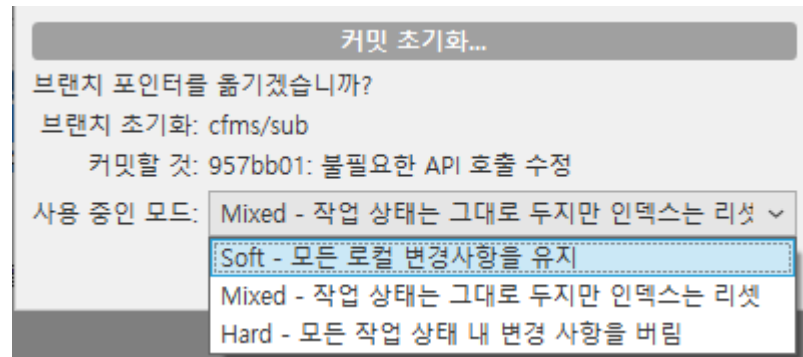 커밋 초기화...
브랜치 포인터를 옮기겠습니까?
브랜치 초기화: cfms/sub
커밋할 것: 957bb01: 불필요한 API 호출 수정
사용 중인 모드: Mixed - 작업 상태는 그대로 두지만 인덱스는 리셋
Soft - 모든 로컬 변경사항을 유지
Mixed - 작업 상태는 그대로 두지만 인덱스는 리셋
Hard - 모든 작업 상태 내 변경 사항을 버림